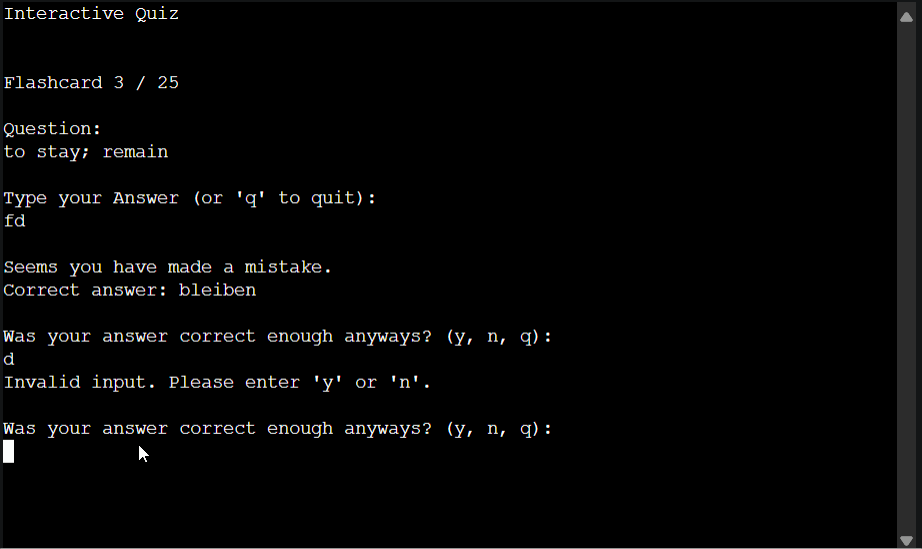 Interactive Quiz
Flashcard 3 / 25
Question:
to stay; remain
Type your Answer (or 'q' to quit):
fd
Seems you have made a mistake.
Correct answer: bleiben
Was your answer correct enough anyways? (y, n, q):
d
Invalid input. Please enter 'y' or 'n'.
Was your answer correct enough anyways? (y, n, q):